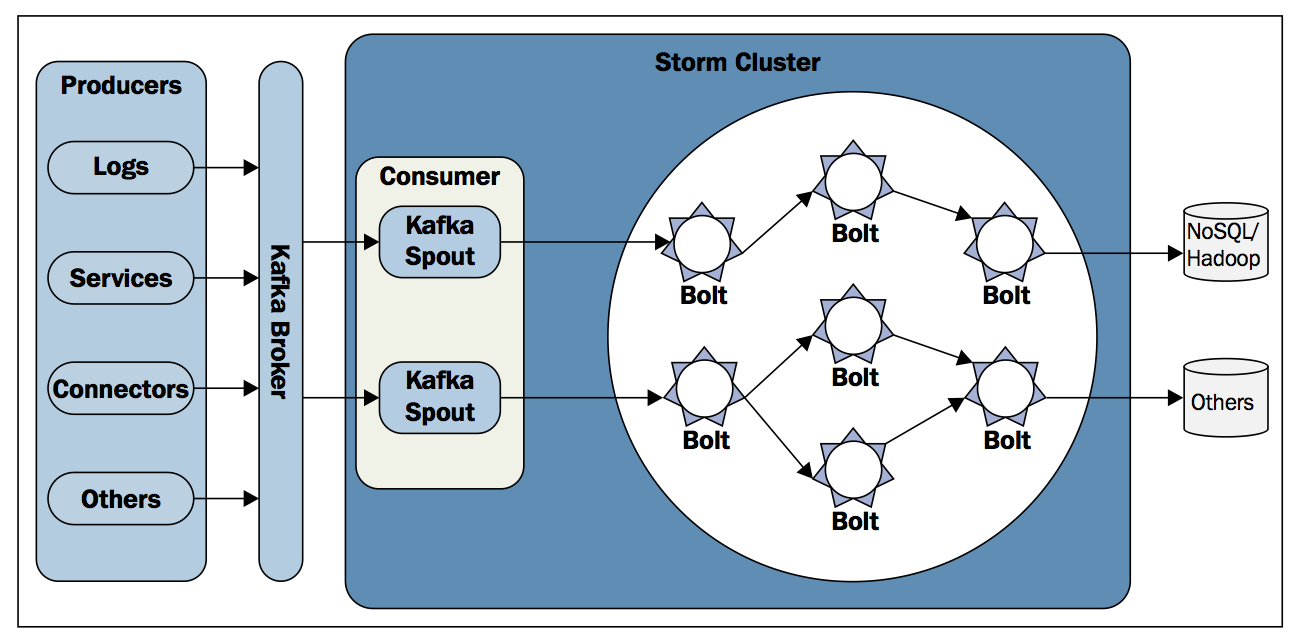 Storm Cluster
Producers
Logs
Services
Connectors
Others
Kafka Broker
Consumer
Kafka
Spout
Kafka
Spout
Bolt
Bolt
Bolt
Bolt
Bolt
Bolt
Bolt
NoSQL/
Hadoop
Others